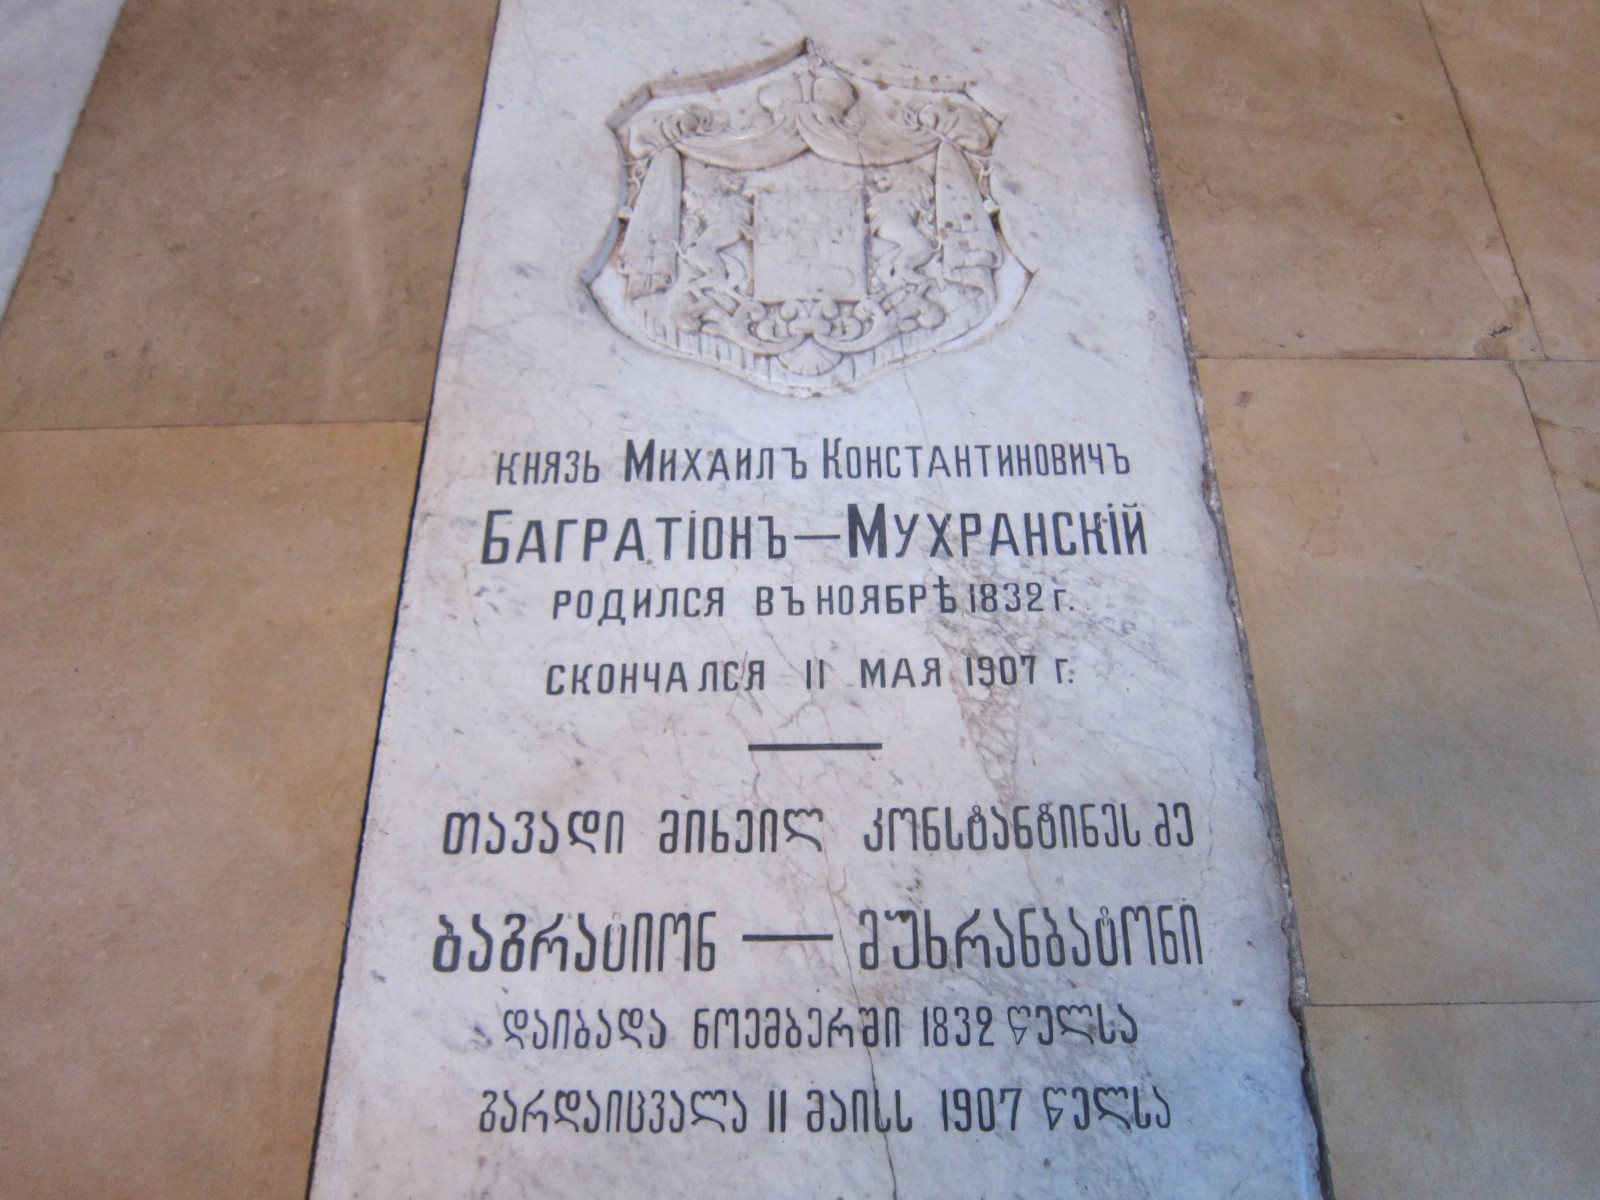 князь Михаилъ Константиновичъ
Багратіонъ—Мухранскій
родился въ ноябрѣ 1832 г.
скончался 11 мая 1907 г.
თავადი მიხეილ კონსტანტინეს ძე
ბაგრატიონ — მუხრანბატონი
დაიბადა ნოემბერში 1832 წელსა
გარდაიცვალა 11 მაისს 1907 წელსა